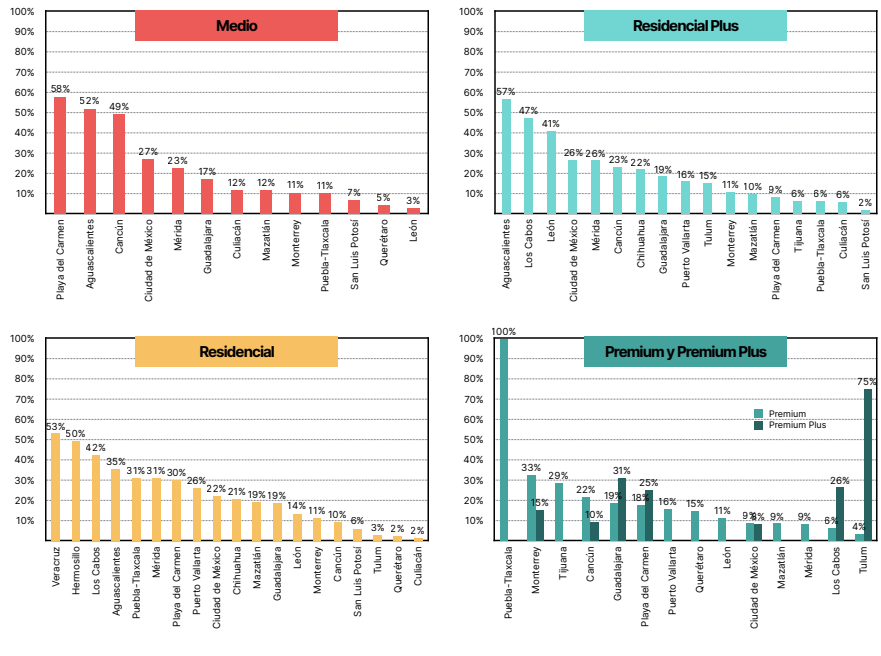 Medio
100%
90%
80%
70%
60%
50%
40%
30%
20%
10%
58%
52%
49%
27%
23%
17%
12%
12%
11%
11%
7%
5%
3%
Playa del Carmen
Aguascalientes
Cancún
Ciudad de México
Mérida
Guadalajara
Culiacán
Mazatlán
Monterrey
Puebla-Tlaxcala
San Luis Potosí
Querétaro
León
Residencial Plus
100%
90%
80%
70%
60%
50%
40%
30%
20%
10%
57%
47%
41%
26%
26%
23%
22%
19%
16%
15%
11%
10%
9%
6%
6%
6%
2%
Aguascalientes
Los Cabos
León
Ciudad de México
Mérida
Cancún
Chihuahua
Guadalajara
Puerto Vallarta
Tulum
Monterrey
Mazatlán
Playa del Carmen
Tijuana
Puebla-Tlaxcala
Culiacán
San Luis Potosí
Residencial
100%
90%
80%
70%
60%
50%
40%
30%
20%
10%
53%
50%
42%
35%
31%
31%
30%
26%
22%
21%
19%
19%
14%
11%
10%
6%
3%
2%
2%
Veracruz
Hermosillo
Los Cabos
Aguascalientes
Puebla-Tlaxcala
Mérida
Playa del Carmen
Puerto Vallarta
Ciudad de México
Chihuahua
Mazatlán
Guadalajara
León
Monterrey
Cancún
San Luis Potosí
Tulum
Querétaro
Culiacán
Premium y Premium Plus
Premium
Premium Plus
100%
90%
80%
70%
60%
50%
40%
30%
20%
10%
100%
33%
15%
29%
22%
10%
19%
31%
18%
25%
16%
15%
11%
9%
8%
9%
9%
6%
26%
4%
75%
Puebla-Tlaxcala
Monterrey
Tijuana
Cancún
Guadalajara
Playa del Carmen
Puerto Vallarta
Querétaro
León
Ciudad de México
Mazatlán
Mérida
Los Cabos
Tulum